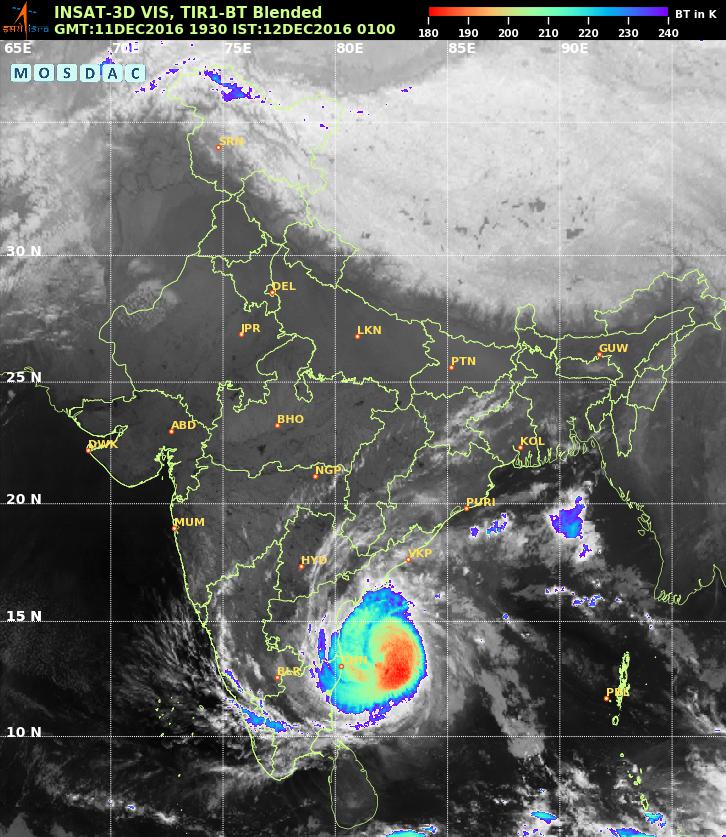 INSAT-3D VIS, TIR1-BT Blended
GMT:11DEC2016 1930 IST:12DEC2016 0100
BT in K
180 190 200 210 220 230 240
65E 70E 75E 80E 85E 90E
M O S D A C
SRN
30 N
DEL
JPR LKN
GUW
PTN
25 N
ABD BHO
DWK KOL
NGP
20 N PURI
MUM
HYD VKP
15 N
CHN
BLR
PBL
10 N